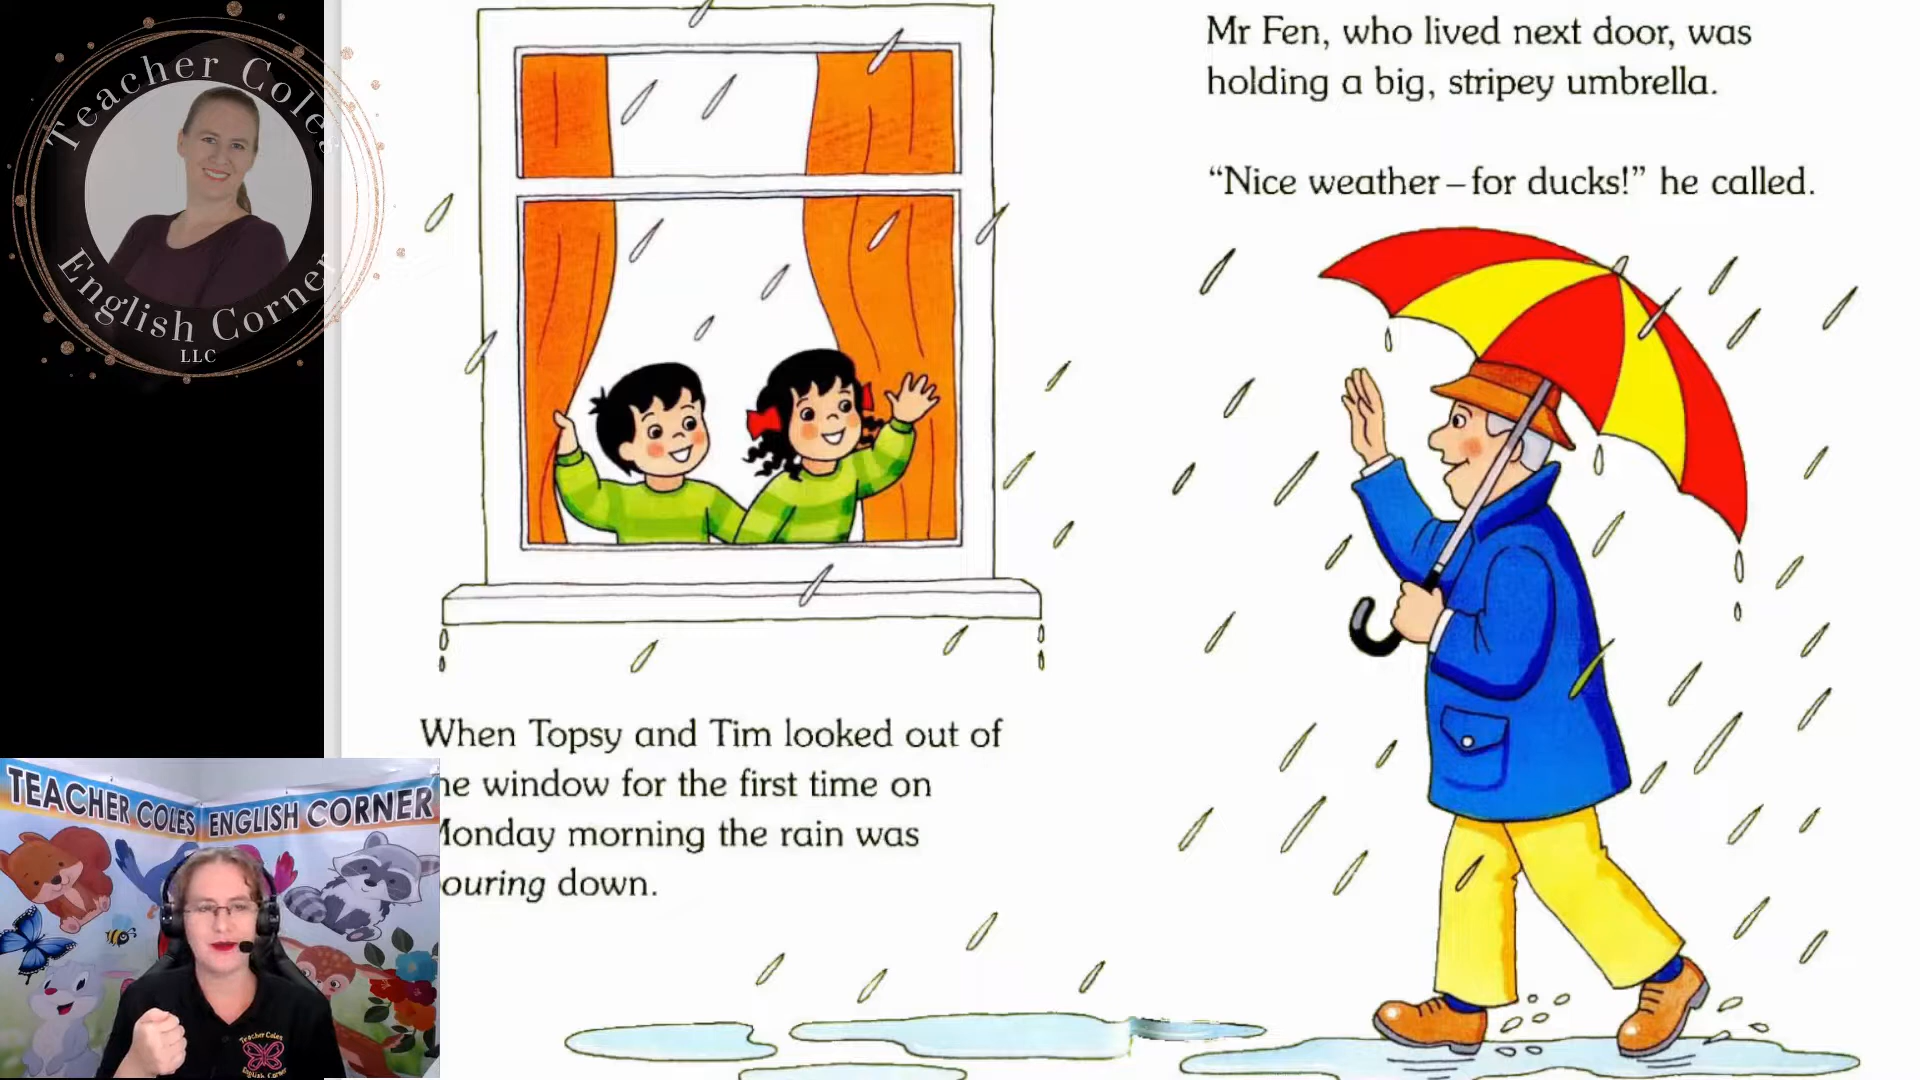 Teacher Coles
English Corner
LLC
When Topsy and Tim looked out of
he window for the first time on
Monday morning the rain was
ouring down.
Mr Fen, who lived next door, was
holding a big, stripey umbrella.
“Nice weather – for ducks!” he called.
TEACHER COLES ENGLISH CORNER
Teacher Coles
English Corner